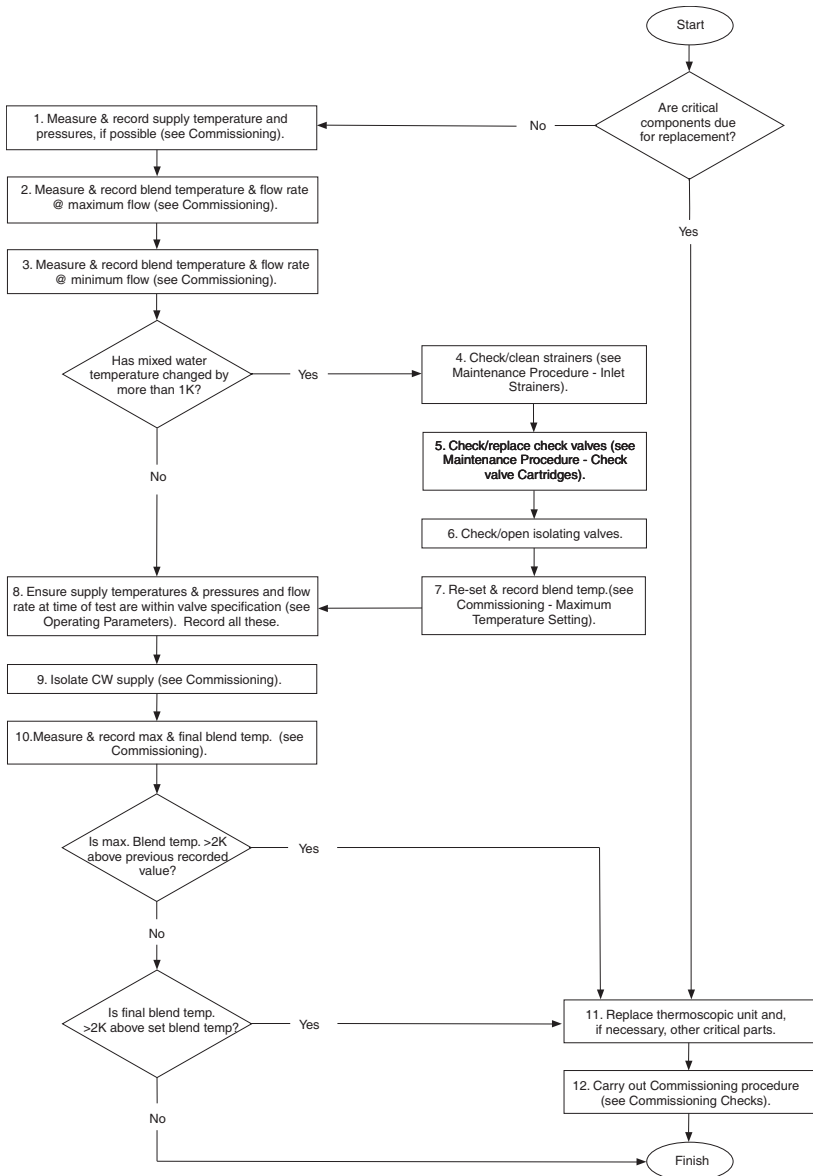 Start
Are critical
components due
for replacement?
No
Yes
1. Measure & record supply temperature and
pressures, if possible (see Commissioning).
2. Measure & record blend temperature & flow rate
@ maximum flow (see Commissioning).
3. Measure & record blend temperature & flow rate
@ minimum flow (see Commissioning).
Has mixed water
temperature changed by
more than 1K?
Yes
No
4. Check/clean strainers (see
Maintenance Procedure - Inlet
Strainers).
5. Check/replace check valves (see
Maintenance Procedure - Check
valve Cartridges).
6. Check/open isolating valves.
7. Re-set & record blend temp.(see
Commissioning - Maximum
Temperature Setting).
8. Ensure supply temperatures & pressures and flow
rate at time of test are within valve specification (see
Operating Parameters). Record all these.
9. Isolate CW supply (see Commissioning).
10.Measure & record max & final blend temp. (see
Commissioning).
Is max. Blend temp. >2K
above previous recorded
value?
Yes
No
Is final blend temp.
>2K above set blend temp?
Yes
No
11. Replace thermoscopic unit and,
if necessary, other critical parts.
12. Carry out Commissioning procedure
(see Commissioning Checks).
Finish